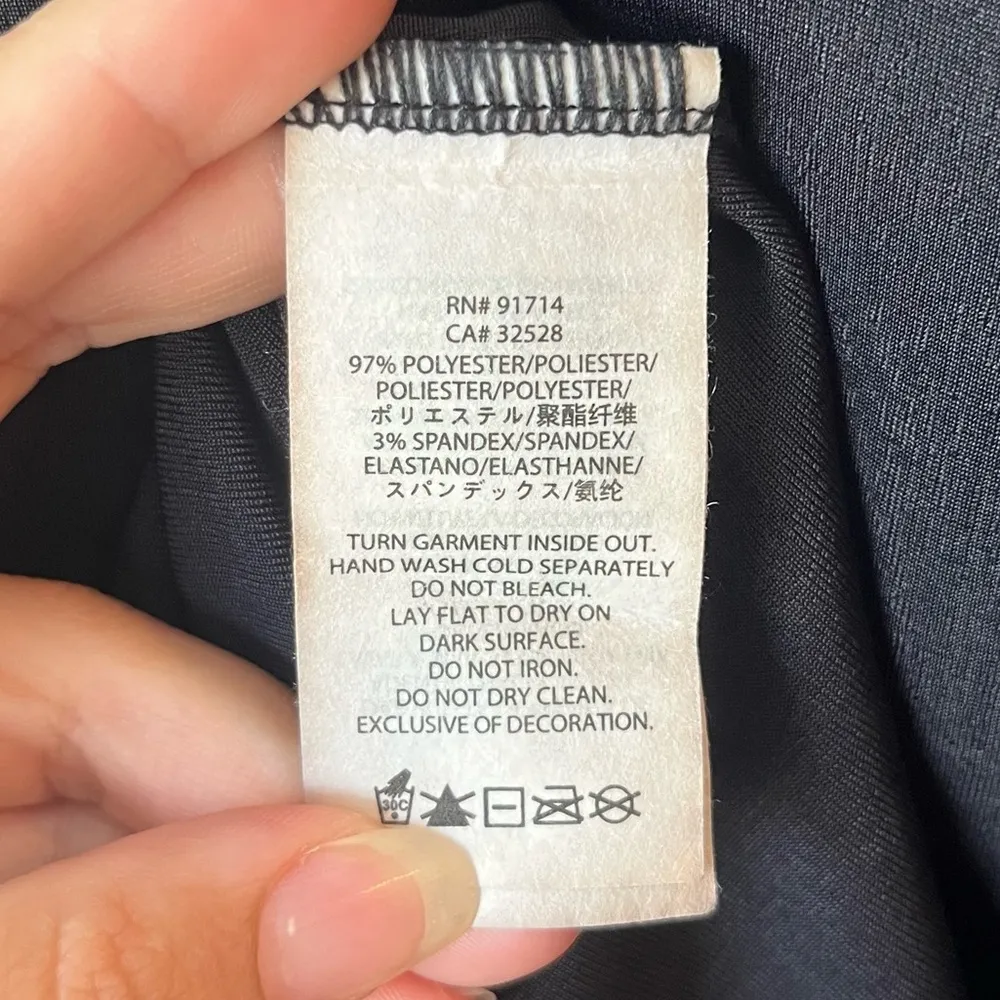 RN# 91714
CA# 32528
97% POLYESTER/POLIESTER/
POLIESTER/POLYESTER/
ポリエステル/聚酯纤维
3% SPANDEX/SPANDEX/
ELASTANO/ELASTHANNE/
スパンデックス/氨纶
TURN GARMENT INSIDE OUT.
HAND WASH COLD SEPARATELY
DO NOT BLEACH.
LAY FLAT TO DRY ON
DARK SURFACE.
DO NOT IRON.
DO NOT DRY CLEAN.
EXCLUSIVE OF DECORATION.
30C